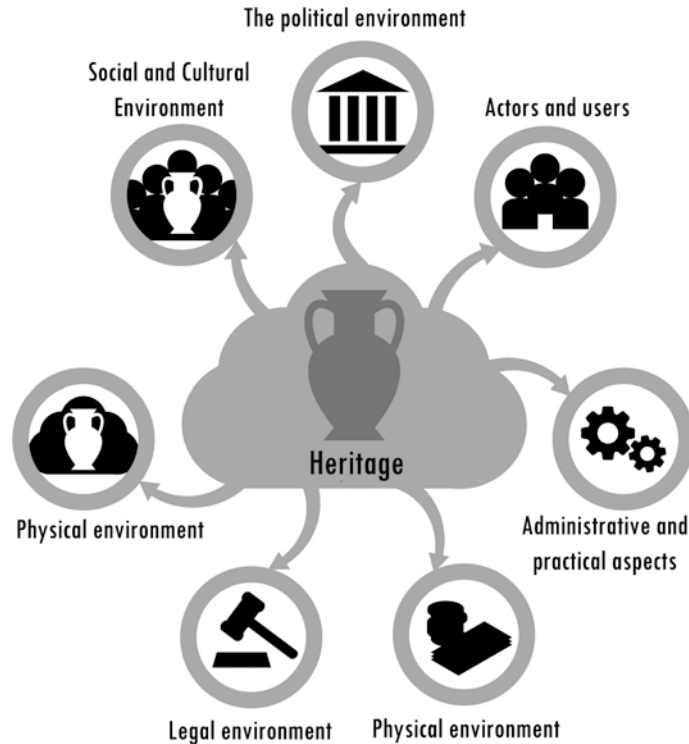 The political environment
Social and Cultural
Environment
Actors and users
Heritage
Physical environment
Administrative and
practical aspects
Legal environment
Physical environment